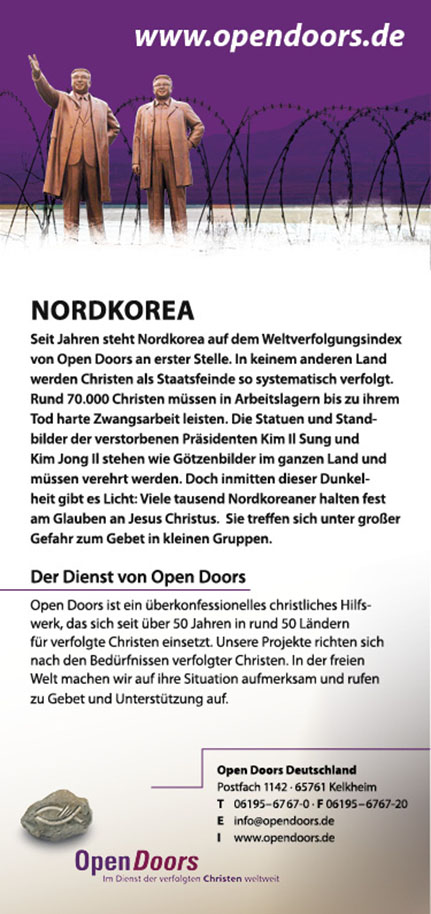 www.opendoors.de
NORDKOREA
Seit Jahren steht Nordkorea auf dem Weltverfolgungsindex
von Open Doors an erster Stelle. In keinem anderen Land
werden Christen als Staatsfeinde so systematisch verfolgt.
Rund 70.000 Christen müssen in Arbeitslagern bis zu ihrem
Tod harte Zwangsarbeit leisten. Die Statuen und Stand-
bilder der verstorbenen Präsidenten Kim Il Sung und
Kim Jong Il stehen wie Götzenbilder im ganzen Land und
müssen verehrt werden. Doch inmitten dieser Dunkel-
heit gibt es Licht: Viele tausend Nordkoreaner halten fest
am Glauben an Jesus Christus. Sie treffen sich unter großer
Gefahr zum Gebet in kleinen Gruppen.
Der Dienst von Open Doors
Open Doors ist ein überkonfessionelles christliches Hilfs-
werk, das sich seit über 50 Jahren in rund 50 Ländern
für verfolgte Christen einsetzt. Unsere Projekte richten sich
nach den Bedürfnissen verfolgter Christen. In der freien
Welt machen wir auf ihre Situation aufmerksam und rufen
zu Gebet und Unterstützung auf.
Open Doors Deutschland
Postfach 1142 · 65761 Kelkheim
T 06195–6767-0 · F 06195–6767-20
E info@opendoors.de
I www.opendoors.de
OpenDoors
Im Dienst der verfolgten Christen weltweit